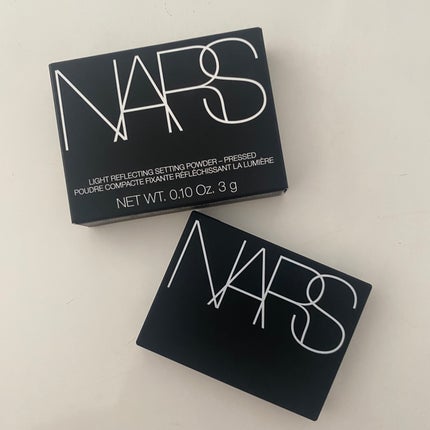 NARS
LIGHT REFLECTING SETTING POWDER – PRESSED
POUDRE COMPACTE FIXANTE RÉFLÉCHISSANT LA LUMIÈRE
NET WT. 0.10 Oz. 3 g
NARS